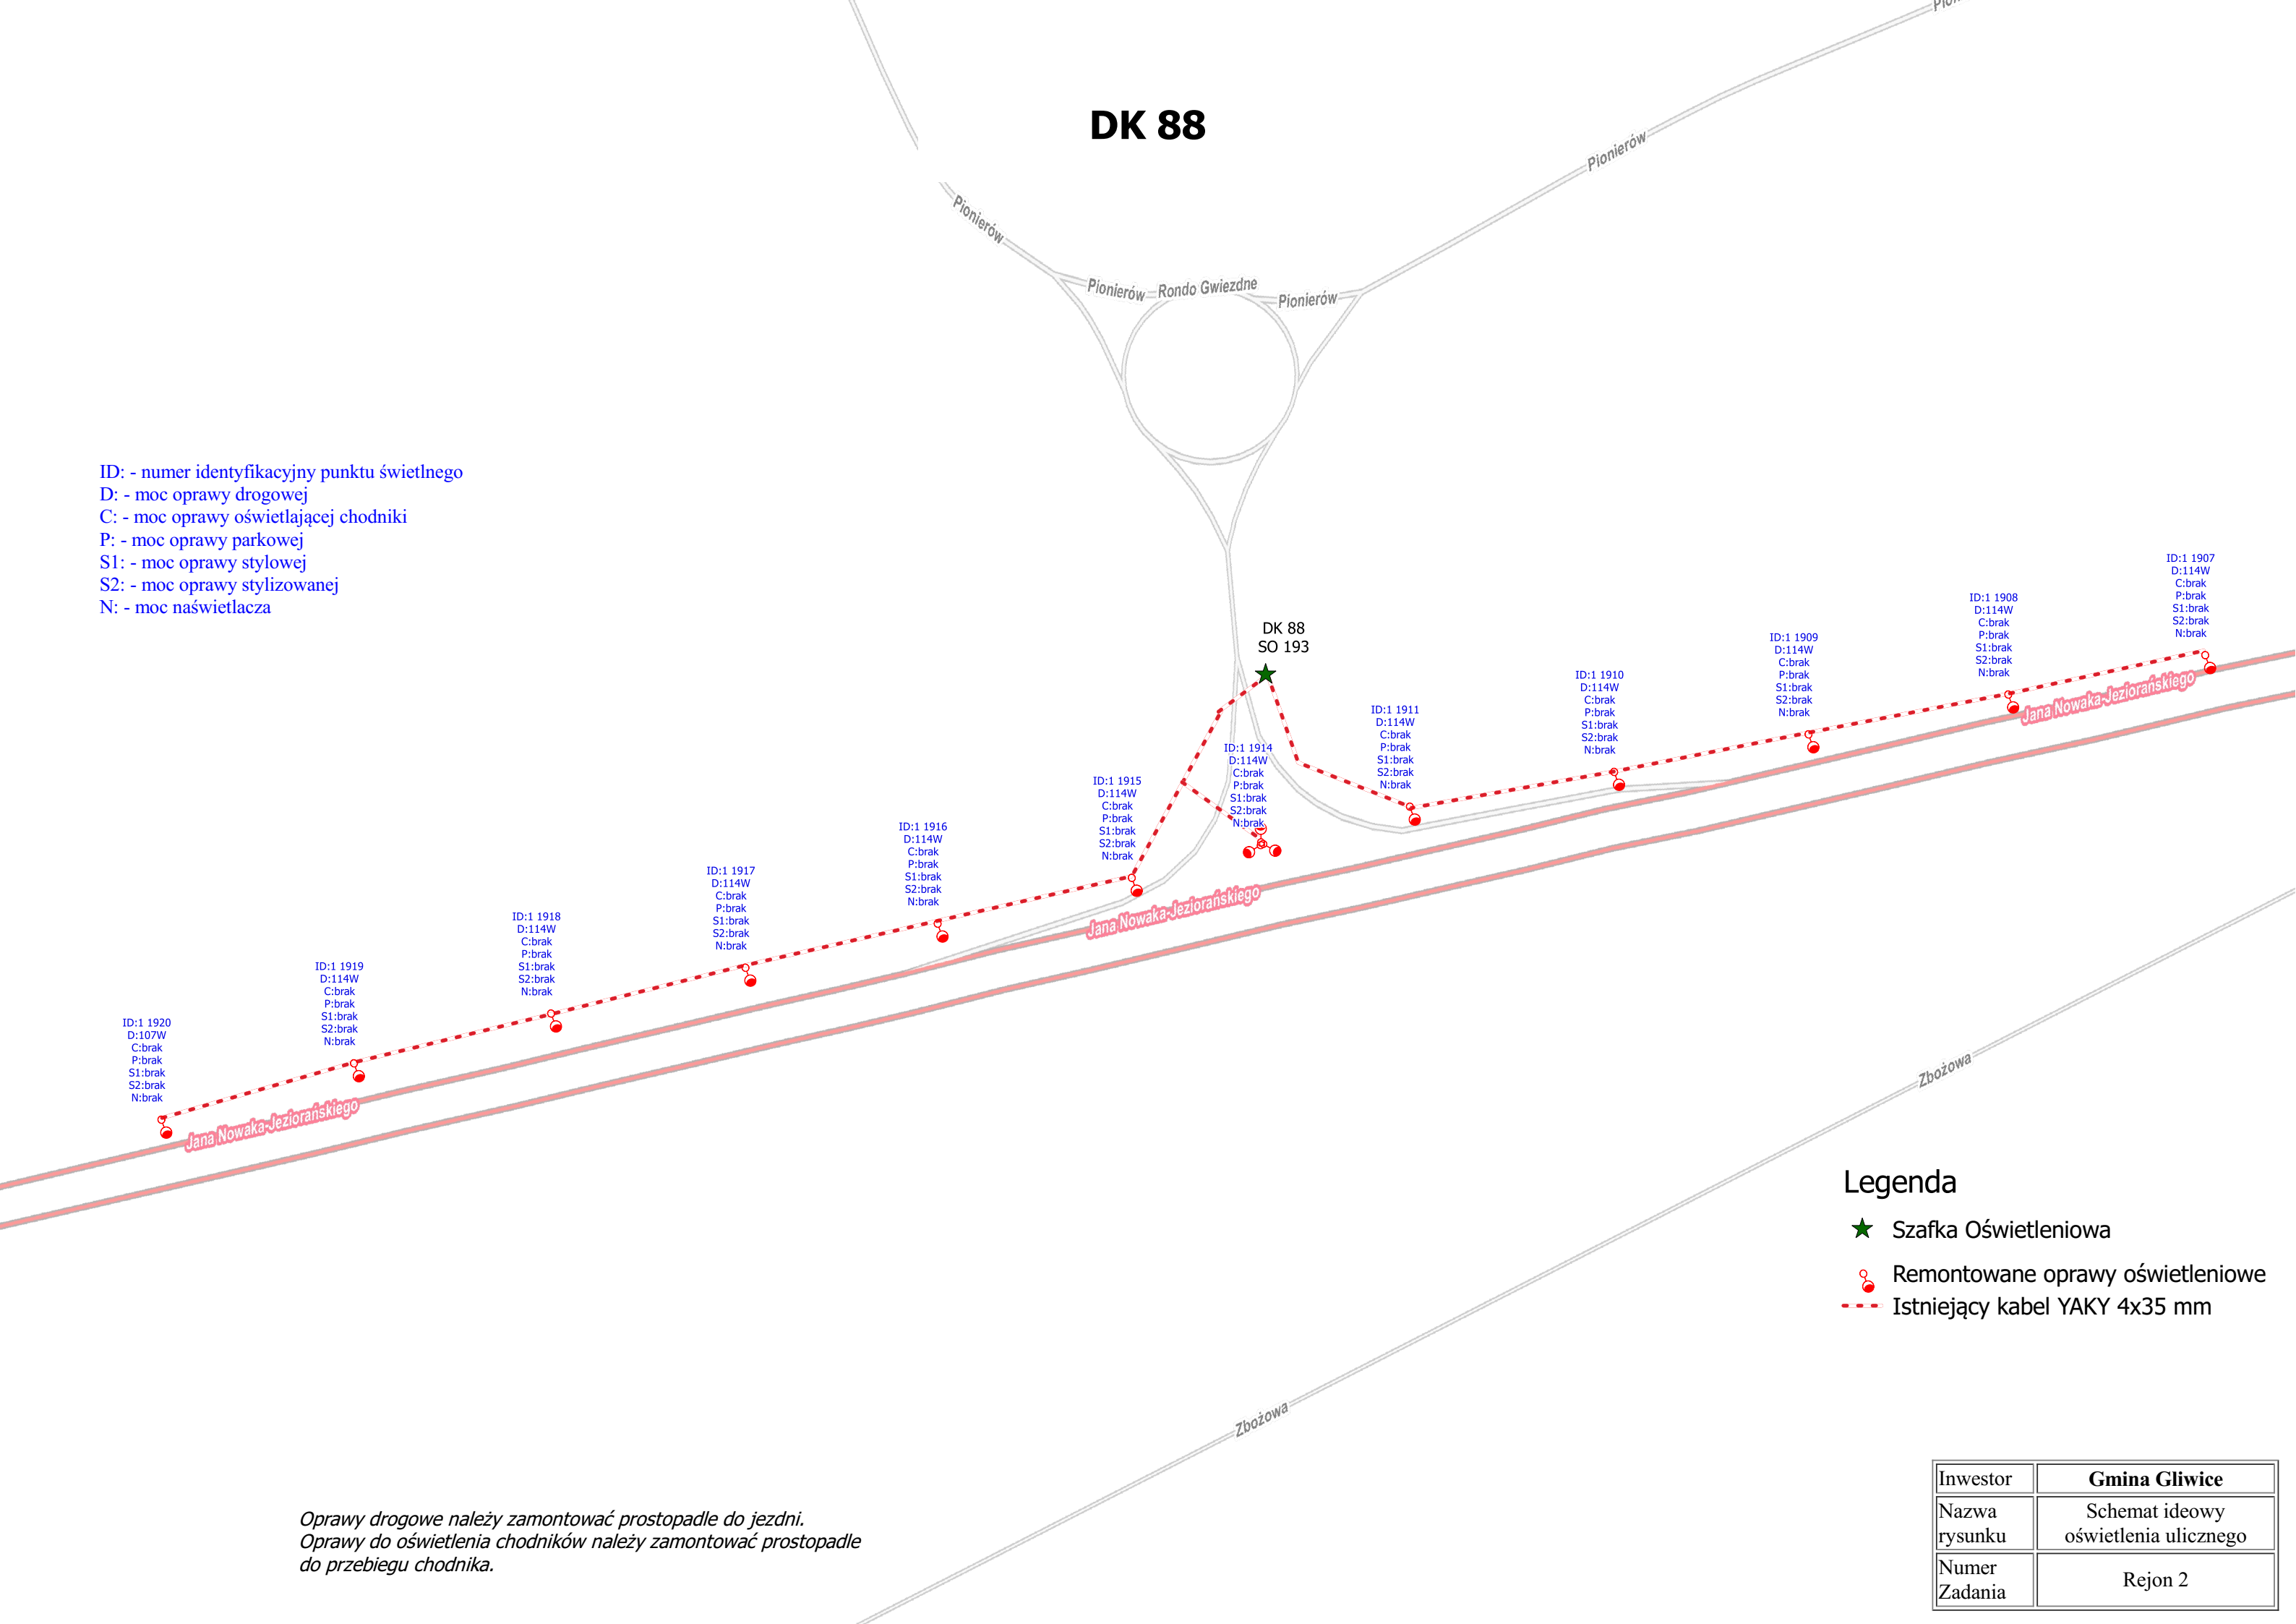 Pionierów
DK 88
Pionierów
Pionierów
Pionierów
Rondo Gwiezdne
Pionierów
ID: - numer identyfikacyjny punktu świetlnego
D: - moc oprawy drogowej
C: - moc oprawy oświetlającej chodniki
P: - moc oprawy parkowej
S1: - moc oprawy stylowej
S2: - moc oprawy stylizowanej
N: - moc naświetlacza
DK 88
SO 193
ID:1 1907
D:114W
C:brak
P:brak
S1:brak
S2:brak
N:brak
ID:1 1908
D:114W
C:brak
P:brak
S1:brak
S2:brak
N:brak
ID:1 1909
D:114W
C:brak
P:brak
S1:brak
S2:brak
N:brak
ID:1 1910
D:114W
C:brak
P:brak
S1:brak
S2:brak
N:brak
ID:1 1911
D:114W
C:brak
P:brak
S1:brak
S2:brak
N:brak
ID:1 1914
D:114W
C:brak
P:brak
S1:brak
S2:brak
N:brak
ID:1 1915
D:114W
C:brak
P:brak
S1:brak
S2:brak
N:brak
ID:1 1916
D:114W
C:brak
P:brak
S1:brak
S2:brak
N:brak
ID:1 1917
D:114W
C:brak
P:brak
S1:brak
S2:brak
N:brak
ID:1 1918
D:114W
C:brak
P:brak
S1:brak
S2:brak
N:brak
ID:1 1919
D:114W
C:brak
P:brak
S1:brak
S2:brak
N:brak
ID:1 1920
D:107W
C:brak
P:brak
S1:brak
S2:brak
N:brak
Jana Nowaka-Jeziorańskiego
Jana Nowaka-Jeziorańskiego
Jana Nowaka-Jeziorańskiego
Zbożowa
Zbożowa
Legenda
Szafka Oświetleniowa
Remontowane oprawy oświetleniowe
Istniejący kabel YAKY 4x35 mm
Oprawy drogowe należy zamontować prostopadle do jezdni.
Oprawy do oświetlenia chodników należy zamontować prostopadle
do przebiegu chodnika.
Inwestor Gmina Gliwice
Nazwa rysunku Schemat ideowy
oświetlenia ulicznego
Numer Zadania Rejon 2